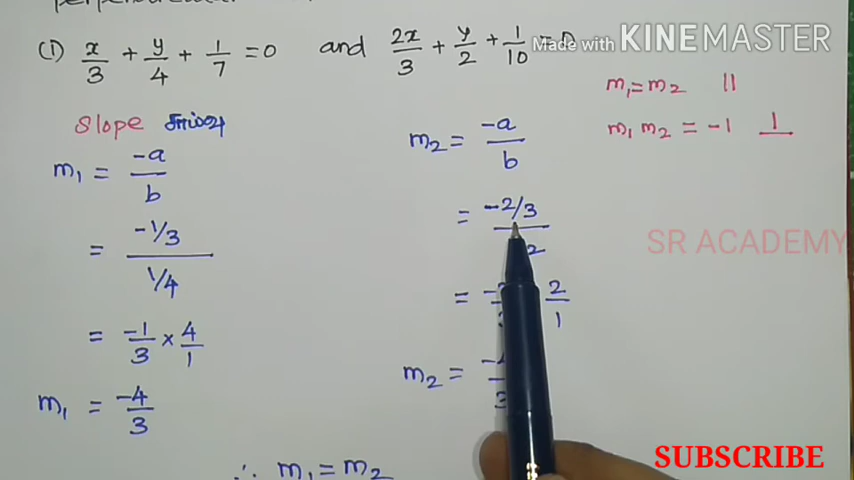 (1) x/3 + y/4 + 1/7 = 0 and 2x/3 + y/2 + 1/10 = 0
Made with KINEMASTER
m₁ = m₂ ||
m₁ m₂ = -1 ⊥
Slope சாய்வு
m₁ = -a/b
= (-1/3)/(1/4)
= -1/3 × 4/1
m₁ = -4/3
m₂ = -a/b
= -2/3
= 2/1
m₂ =
∴ m₁ = m₂
SR ACADEMY
SUBSCRIBE